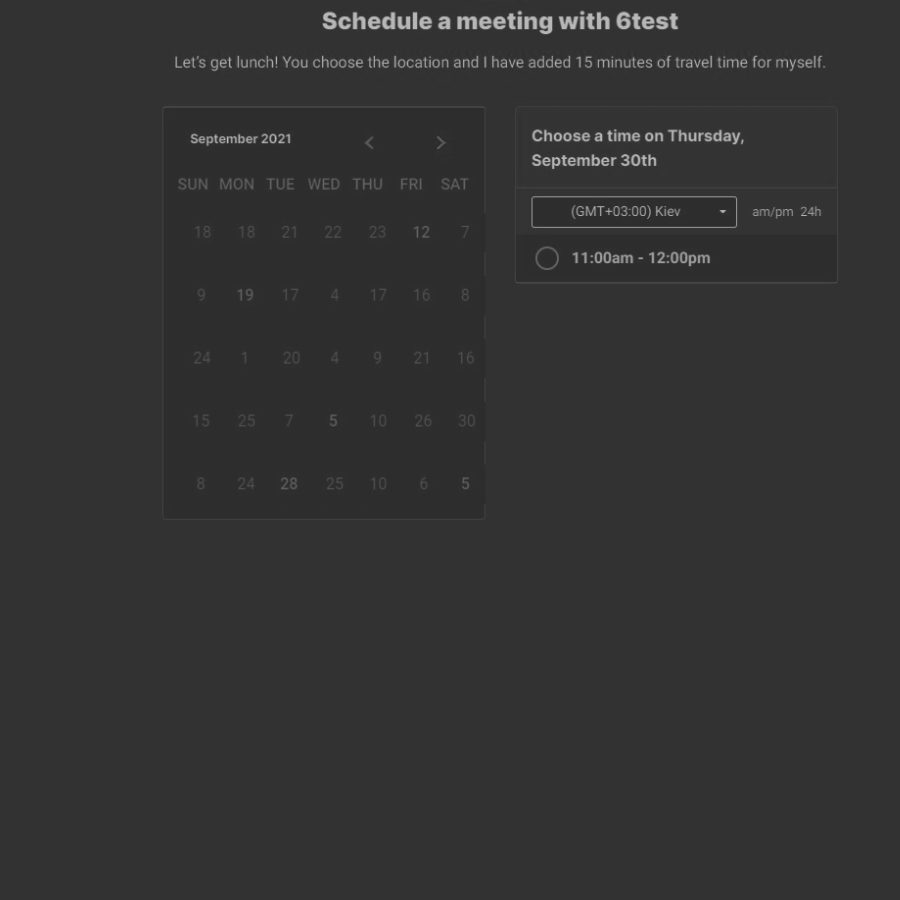 Schedule a meeting with 6test
Let's get lunch! You choose the location and I have added 15 minutes of travel time for myself.
September 2021
SUN MON TUE WED THU FRI SAT
18 18 21 22 23 12 7
9 19 17 4 17 16 8
24 1 20 4 9 21 16
15 25 7 5 10 26 30
8 24 28 25 10 6 5
Choose a time on Thursday,
September 30th
(GMT+03:00) Kiev am/pm 24h
11:00am - 12:00pm